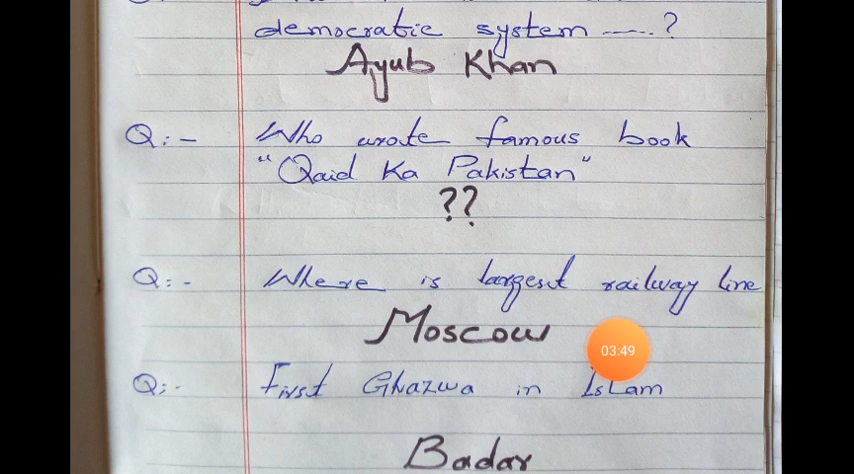 democratic system ——.?
Ayub Khan
Q:- Who wrote famous book
"Qaid Ka Pakistan"
??
Q:- Where is largest railway line
Moscow
03:49
Q:- First Ghazwa in Islam
Badar